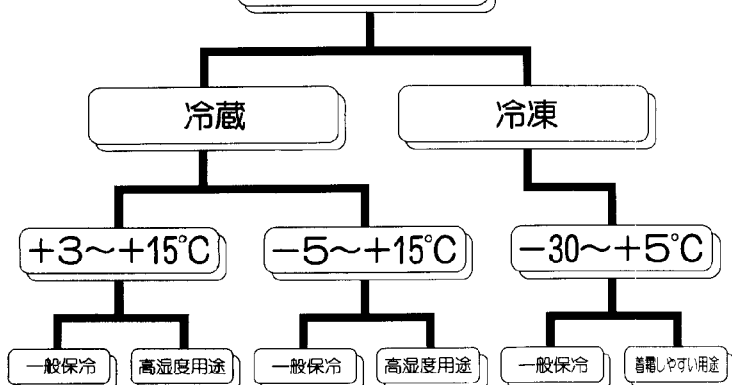 冷蔵
冷凍
+3～+15℃
-5～+15℃
-30～+5℃
一般保冷
高湿度用途
一般保冷
高湿度用途
一般保冷
着霜しやすい用途